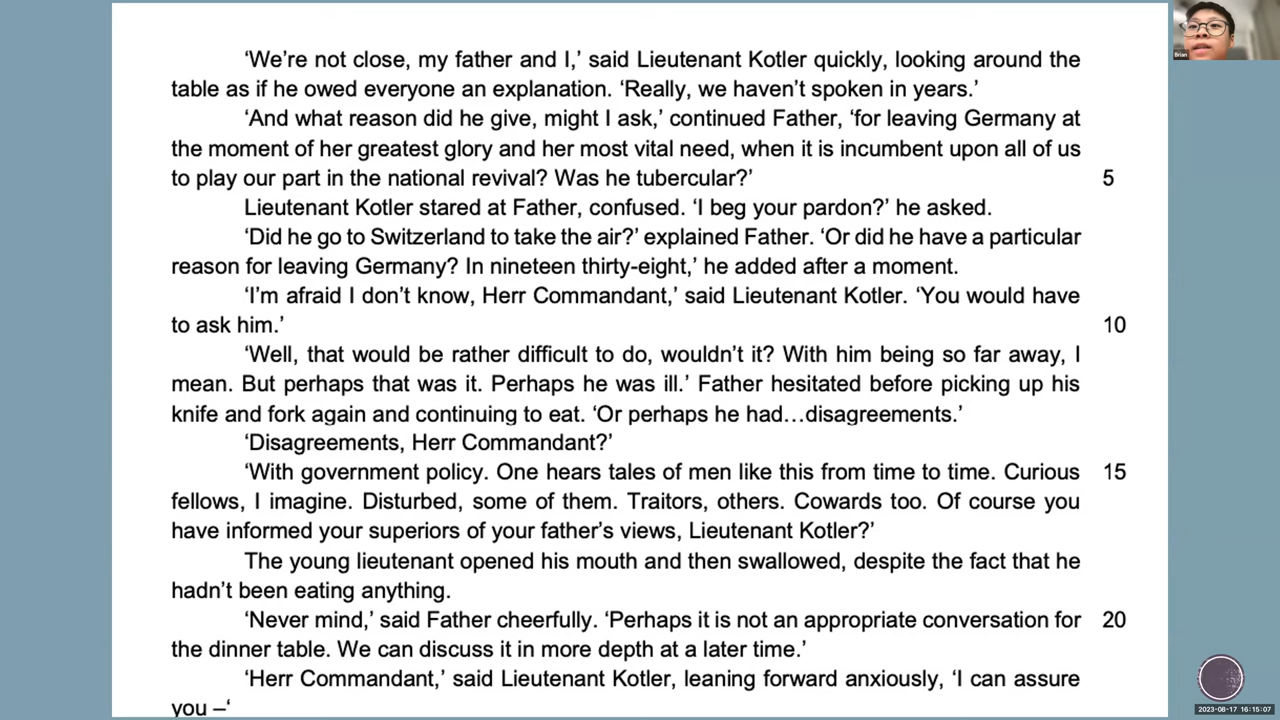 Brian
‘We’re not close, my father and I,’ said Lieutenant Kotler quickly, looking around the
table as if he owed everyone an explanation. ‘Really, we haven’t spoken in years.’
‘And what reason did he give, might I ask,’ continued Father, ‘for leaving Germany at
the moment of her greatest glory and her most vital need, when it is incumbent upon all of us
to play our part in the national revival? Was he tubercular?’ 5
Lieutenant Kotler stared at Father, confused. ‘I beg your pardon?’ he asked.
‘Did he go to Switzerland to take the air?’ explained Father. ‘Or did he have a particular
reason for leaving Germany? In nineteen thirty-eight,’ he added after a moment.
‘I’m afraid I don’t know, Herr Commandant,’ said Lieutenant Kotler. ‘You would have
to ask him.’ 10
‘Well, that would be rather difficult to do, wouldn’t it? With him being so far away, I
mean. But perhaps that was it. Perhaps he was ill.’ Father hesitated before picking up his
knife and fork again and continuing to eat. ‘Or perhaps he had…disagreements.’
‘Disagreements, Herr Commandant?’
‘With government policy. One hears tales of men like this from time to time. Curious 15
fellows, I imagine. Disturbed, some of them. Traitors, others. Cowards too. Of course you
have informed your superiors of your father’s views, Lieutenant Kotler?’
The young lieutenant opened his mouth and then swallowed, despite the fact that he
hadn’t been eating anything.
‘Never mind,’ said Father cheerfully. ‘Perhaps it is not an appropriate conversation for 20
the dinner table. We can discuss it in more depth at a later time.’
‘Herr Commandant,’ said Lieutenant Kotler, leaning forward anxiously, ‘I can assure
you –‘
2023-08-17 16:15:07